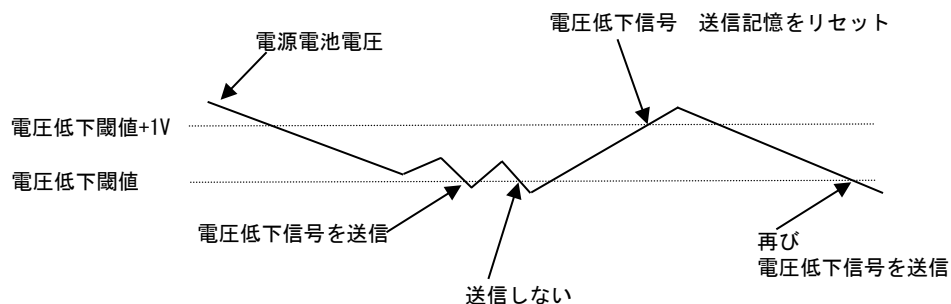 電圧低下信号　送信記憶をリセット
電源電池電圧
電圧低下閾値+1V
電圧低下閾値
電圧低下信号を送信
再び
電圧低下信号を送信
送信しない